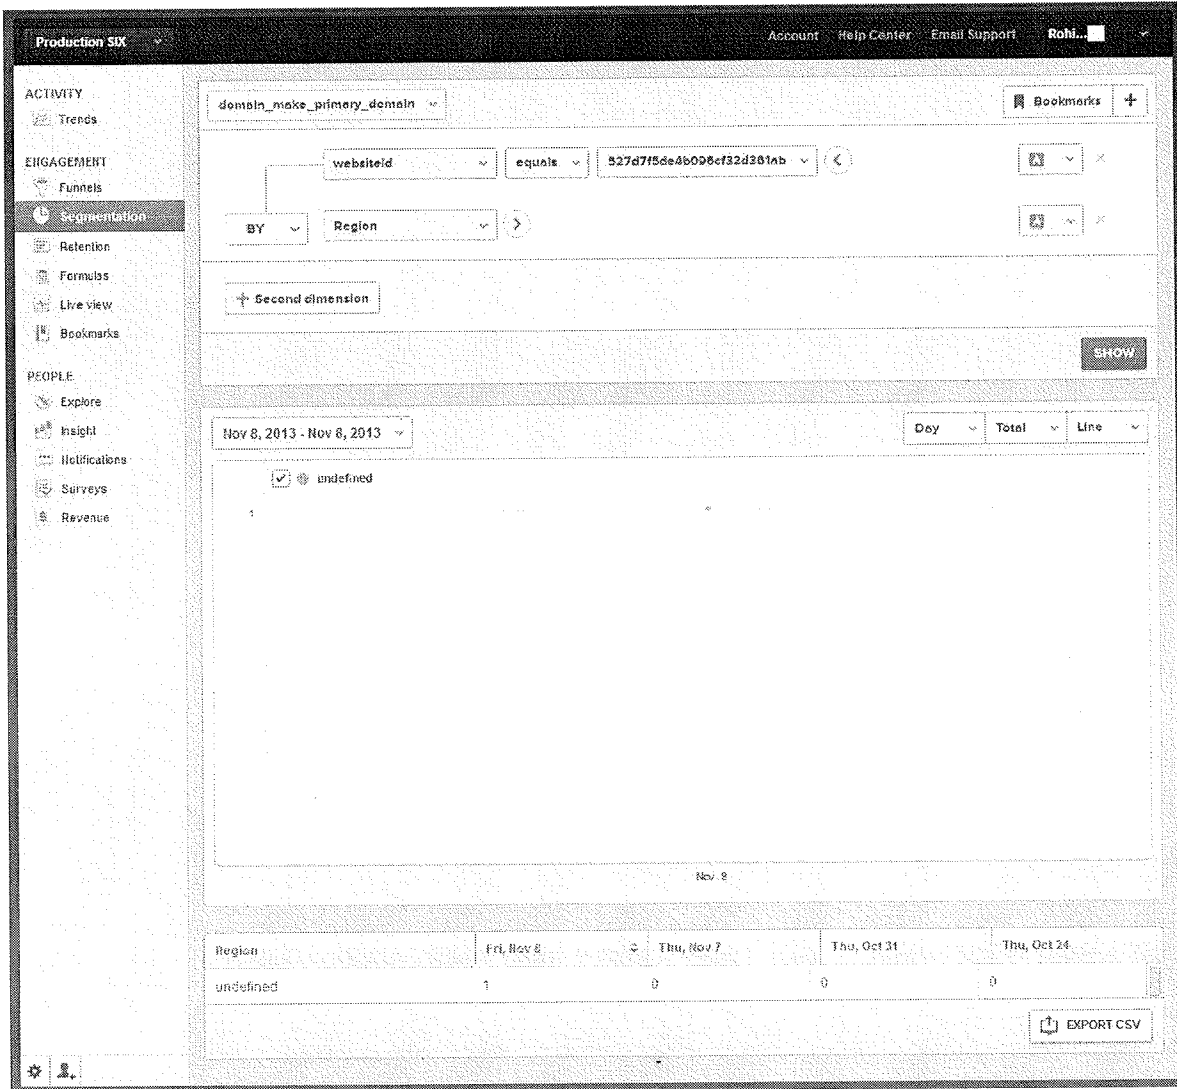 Production SIX
Account Help Center Email Support Rohi...
ACTIVITY
Trends
ENGAGEMENT
Funnels
Segmentation
Retention
Formulas
Live view
Bookmarks
PEOPLE
Explore
Insight
Notifications
Surveys
Revenue
domain_make_primary_domain
Bookmarks +
websiteId equals
BY Region
+ Second dimension
SHOW
Nov 8, 2013 - Nov 8, 2013
Day Total Line
undefined
1
Nov. 8
Region Fri, Nov 8 Thu, Nov 7 Thu, Oct 31 Thu, Oct 24
undefined 1 0 0 0
EXPORT CSV